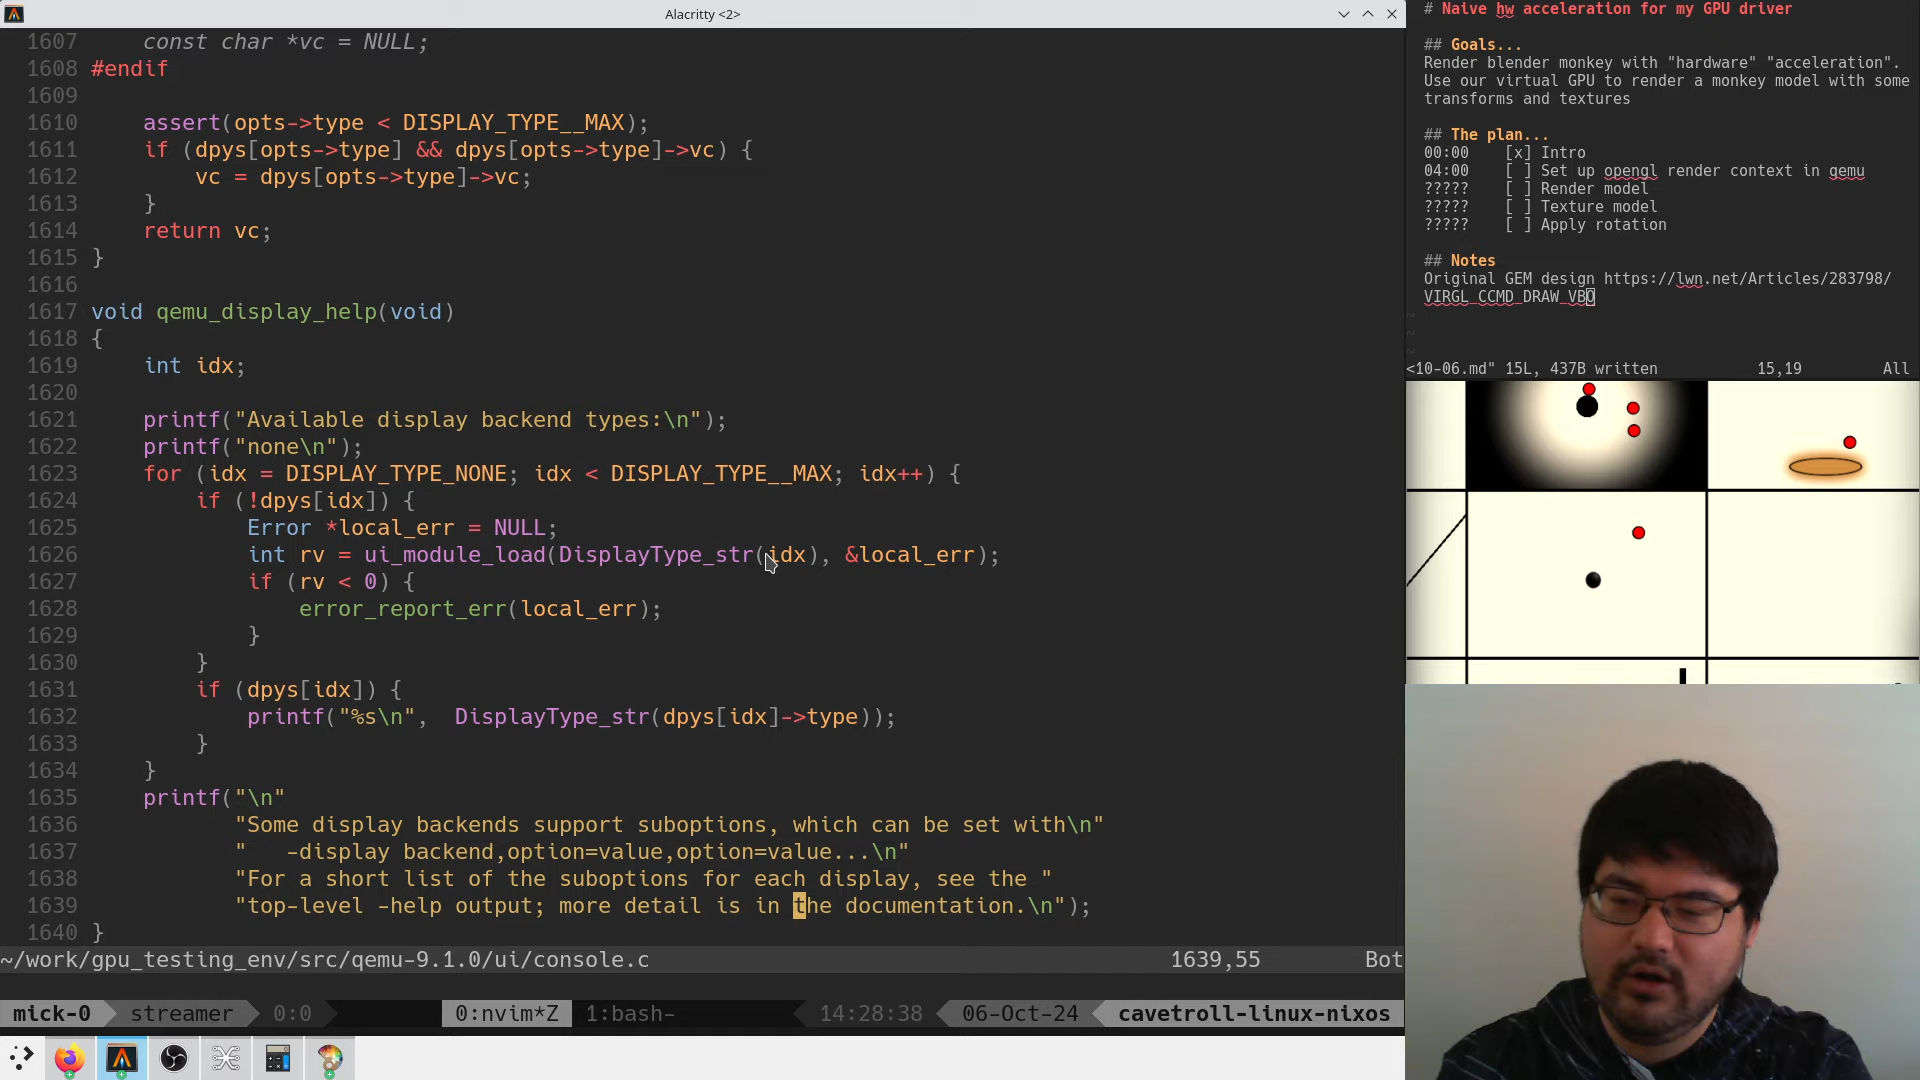 Alacritty <2>
1607 const char *vc = NULL;
1608 #endif
1609
1610 assert(opts->type < DISPLAY_TYPE__MAX);
1611 if (dpys[opts->type] && dpys[opts->type]->vc) {
1612 vc = dpys[opts->type]->vc;
1613 }
1614 return vc;
1615 }
1616
1617 void qemu_display_help(void)
1618 {
1619 int idx;
1620
1621 printf("Available display backend types:\n");
1622 printf("none\n");
1623 for (idx = DISPLAY_TYPE_NONE; idx < DISPLAY_TYPE__MAX; idx++) {
1624 if (!dpys[idx]) {
1625 Error *local_err = NULL;
1626 int rv = ui_module_load(DisplayType_str(idx), &local_err);
1627 if (rv < 0) {
1628 error_report_err(local_err);
1629 }
1630 }
1631 if (dpys[idx]) {
1632 printf("%s\n",  DisplayType_str(dpys[idx]->type));
1633 }
1634 }
1635 printf("\n"
1636 "Some display backends support suboptions, which can be set with\n"
1637 "   -display backend,option=value,option=value...\n"
1638 "For a short list of the suboptions for each display, see the "
1639 "top-level -help output; more detail is in the documentation.\n");
1640 }
~/work/gpu_testing_env/src/qemu-9.1.0/ui/console.c 1639,55 Bot
mick-0 streamer 0:0 0:nvim*Z 1:bash- 14:28:38 06-Oct-24 cavetroll-linux-nixos
# Naive hw acceleration for my GPU driver
## Goals...
Render blender monkey with "hardware" "acceleration".
Use our virtual GPU to render a monkey model with some
transforms and textures
## The plan...
00:00 [x] Intro
04:00 [ ] Set up opengl render context in qemu
????? [ ] Render model
????? [ ] Texture model
????? [ ] Apply rotation
## Notes
Original GEM design https://lwn.net/Articles/283798/
VIRGL_CCMD_DRAW_VBO
~
~
~
<10-06.md" 15L, 437B written 15,19 All